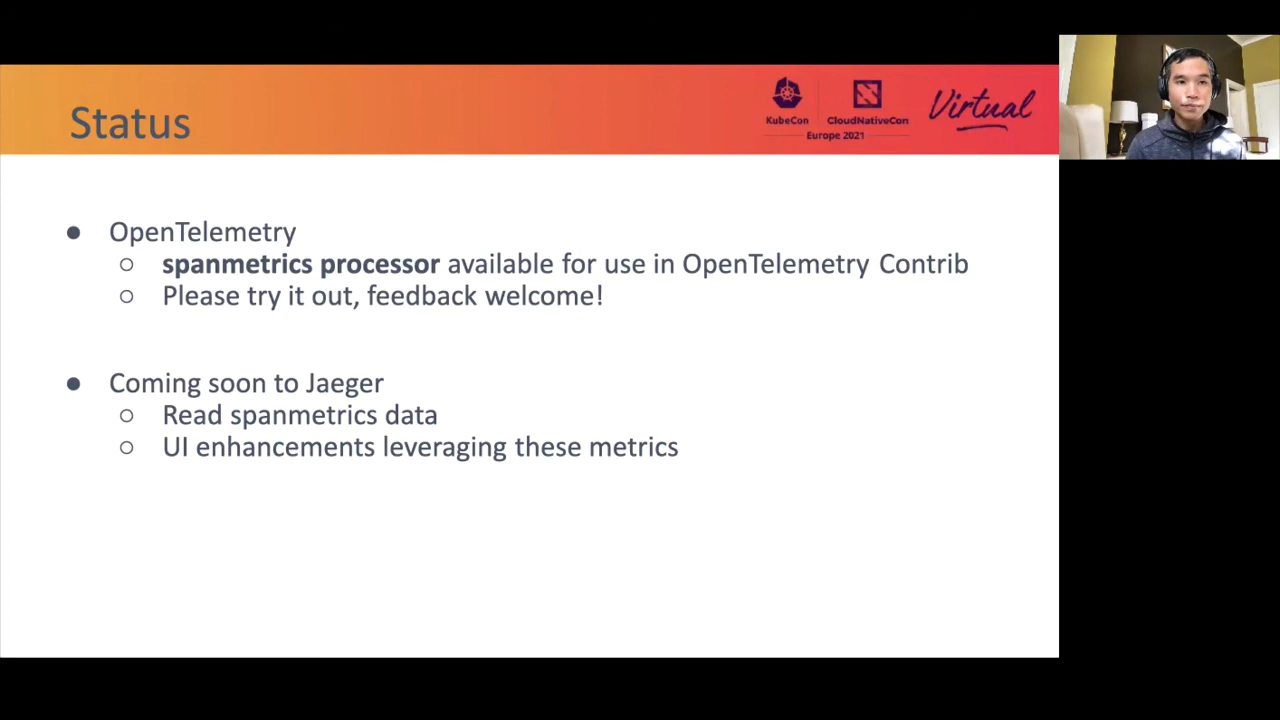 Status
KubeCon
CloudNativeCon
Europe 2021
Virtual
● OpenTelemetry
○ spanmetrics processor available for use in OpenTelemetry Contrib
○ Please try it out, feedback welcome!
● Coming soon to Jaeger
○ Read spanmetrics data
○ UI enhancements leveraging these metrics